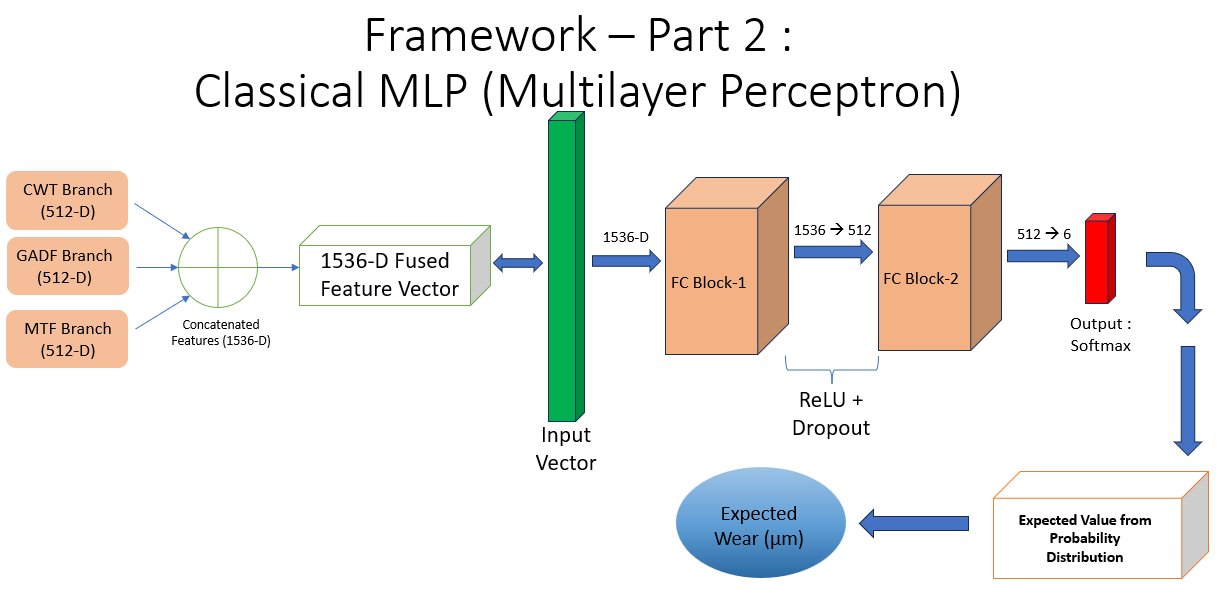 Framework – Part 2 :
Classical MLP (Multilayer Perceptron)
CWT Branch
(512-D)
GADF Branch
(512-D)
MTF Branch
(512-D)
Concatenated
Features (1536-D)
1536-D Fused
Feature Vector
Input
Vector
1536-D
FC Block-1
1536 → 512
ReLU +
Dropout
FC Block-2
512 → 6
Output :
Softmax
Expected Value from
Probability
Distribution
Expected
Wear (µm)